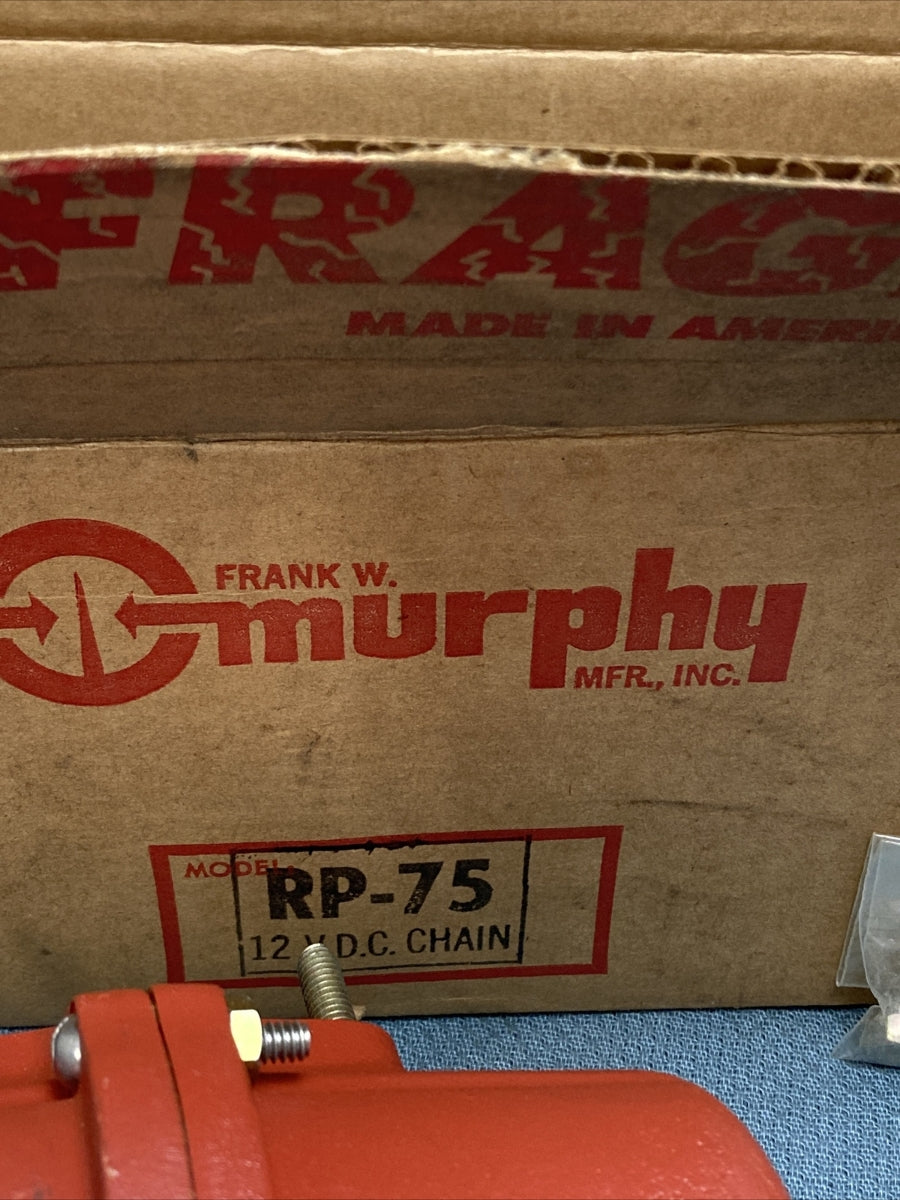 FRAG
MADE IN AMERI
FRANK W.
murphy
MFR., INC.
MODEL:
RP-75
12 V D.C. CHAIN